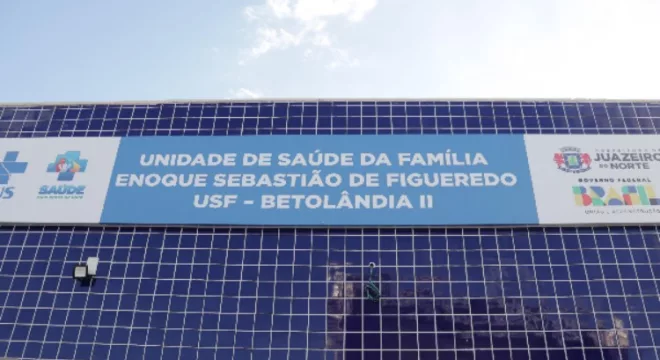 UNIDADE DE SAÚDE DA FAMÍLIA
ENOQUE SEBASTIÃO DE FIGUEREDO
USF - BETOLÂNDIA II
SAÚDE
JUAZEIRO
DO NORTE
GOVERNO FEDERAL
BRASIL